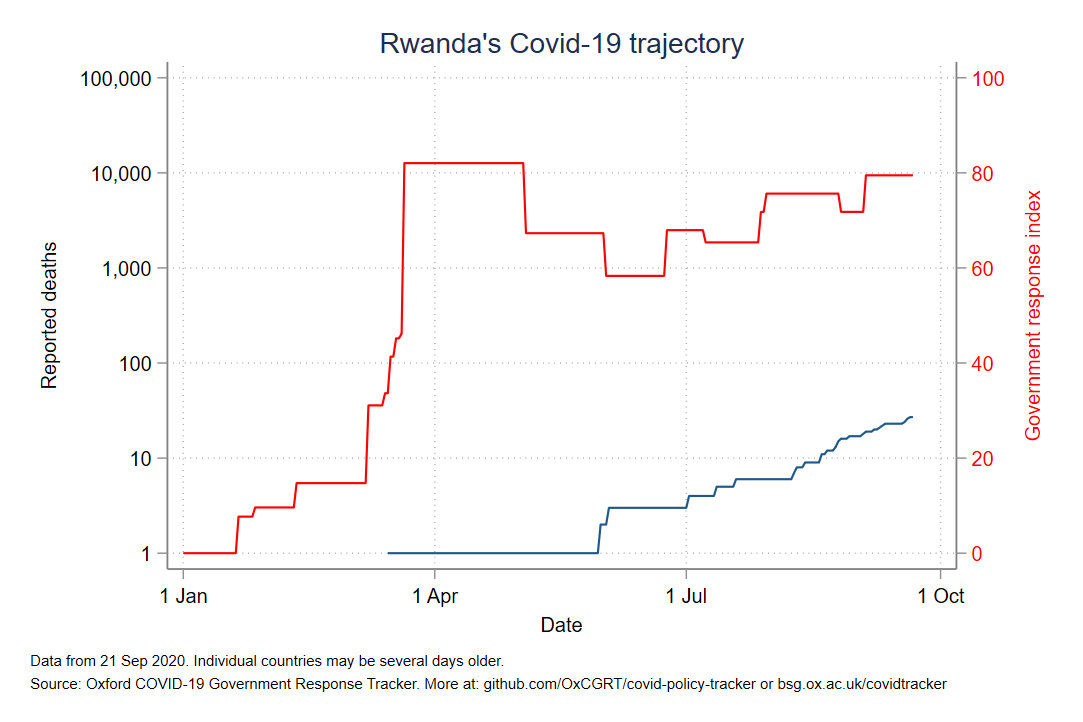 Rwanda's Covid-19 trajectory
100,000
10,000
1,000
100
10
1
Reported deaths
100
80
60
40
20
0
Government response index
1 Jan
1 Apr
1 Jul
1 Oct
Date
Data from 21 Sep 2020. Individual countries may be several days older.
Source: Oxford COVID-19 Government Response Tracker. More at: github.com/OxCGRT/covid-policy-tracker or bsg.ox.ac.uk/covidtracker